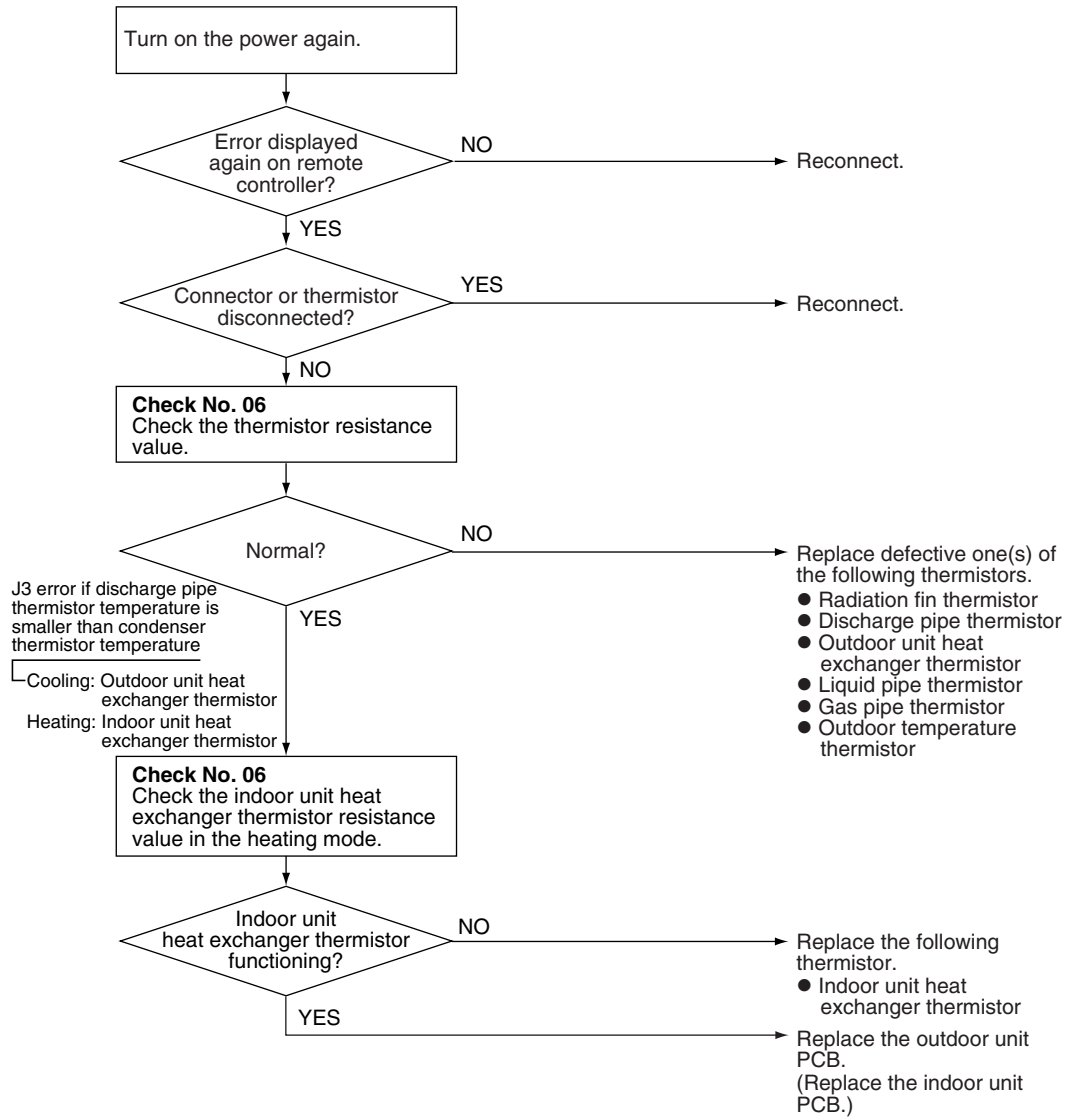 Turn on the power again.
Error displayed
again on remote
controller?
NO
Reconnect.
YES
Connector or thermistor
disconnected?
YES
Reconnect.
NO
Check No. 06
Check the thermistor resistance
value.
Normal?
NO
Replace defective one(s) of
the following thermistors.
● Radiation fin thermistor
● Discharge pipe thermistor
● Outdoor unit heat
exchanger thermistor
● Liquid pipe thermistor
● Gas pipe thermistor
● Outdoor temperature
thermistor
YES
J3 error if discharge pipe
thermistor temperature is
smaller than condenser
thermistor temperature
Cooling: Outdoor unit heat
exchanger thermistor
Heating: Indoor unit heat
exchanger thermistor
Check No. 06
Check the indoor unit heat
exchanger thermistor resistance
value in the heating mode.
Indoor unit
heat exchanger thermistor
functioning?
NO
Replace the following
thermistor.
● Indoor unit heat
exchanger thermistor
YES
Replace the outdoor unit
PCB.
(Replace the indoor unit
PCB.)